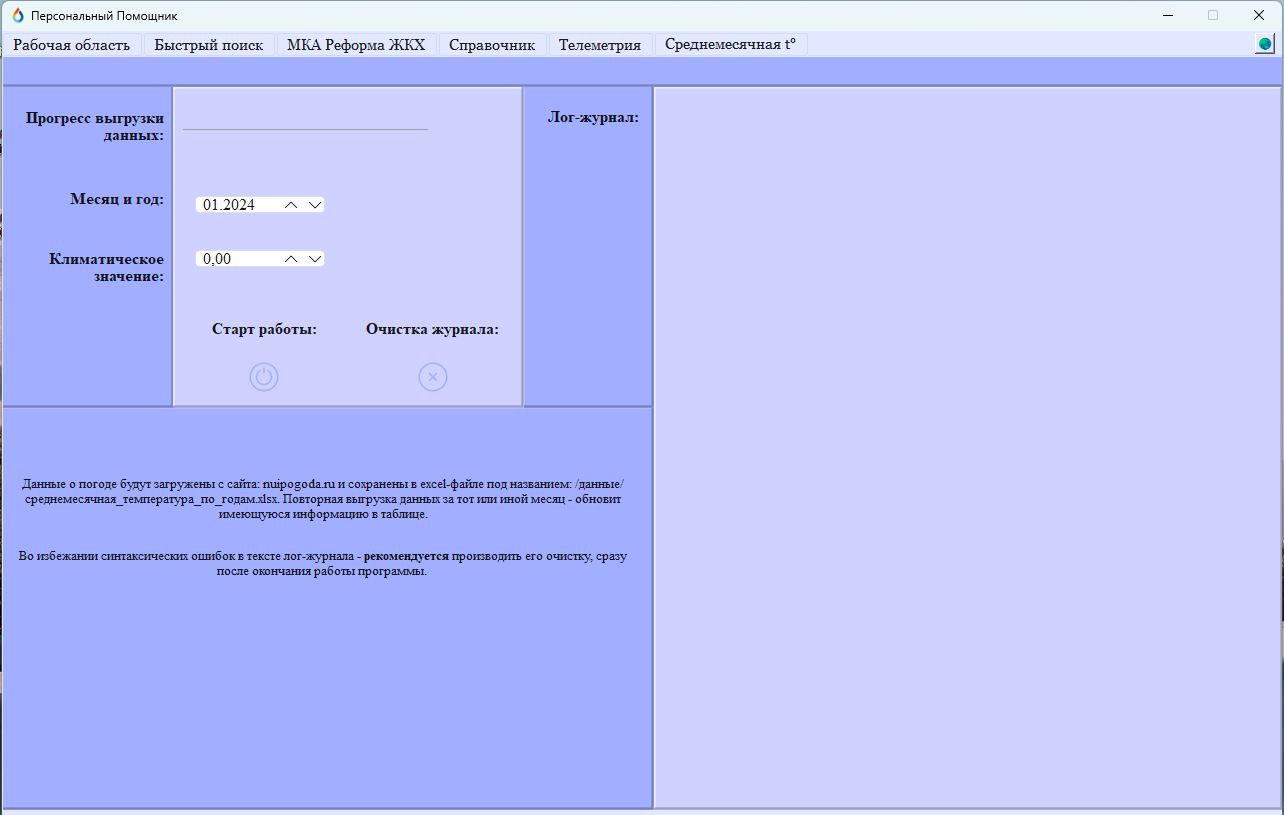 Персональный Помощник
Рабочая область Быстрый поиск МКА Реформа ЖКХ Справочник Телеметрия Среднемесячная t°
Прогресс выгрузки
данных:
Лог-журнал:
Месяц и год:
01.2024
Климатическое
значение:
0,00
Старт работы: Очистка журнала:
Данные о погоде будут загружены с сайта: nuipogoda.ru и сохранены в excel-файле под названием: /данные/
среднемесячная_температура_по_годам.xlsx. Повторная выгрузка данных за тот или иной месяц - обновит
имеющуюся информацию в таблице.
Во избежании синтаксических ошибок в тексте лог-журнала - рекомендуется производить его очистку, сразу
после окончания работы программы.